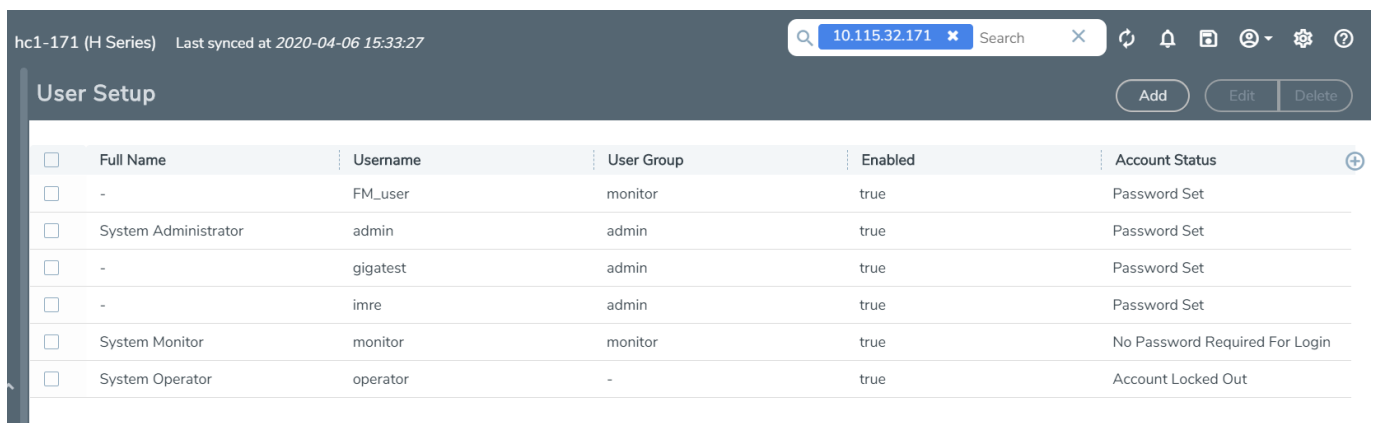 hc1-171 (H Series) Last synced at 2020-04-06 15:33:27 10.115.32.171 Search
User Setup Add Edit Delete
Full Name Username User Group Enabled Account Status
- FM_user monitor true Password Set
System Administrator admin admin true Password Set
- gigatest admin true Password Set
- imre admin true Password Set
System Monitor monitor monitor true No Password Required For Login
System Operator operator - true Account Locked Out